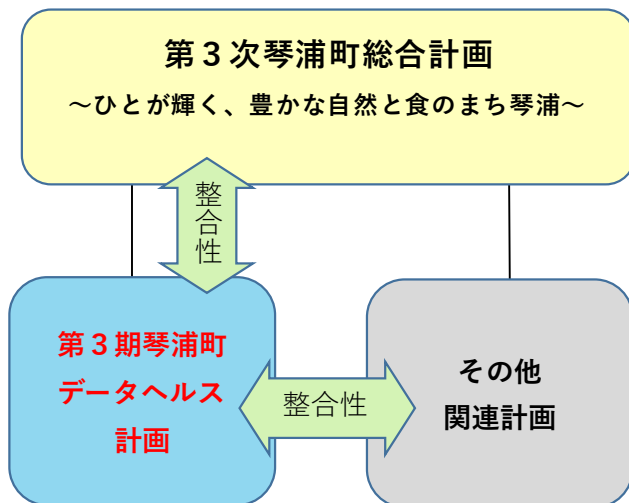 第３次琴浦町総合計画
～ひとが輝く、豊かな自然と食のまち琴浦～
整合性
第３期琴浦町
データヘルス
計画
整合性
その他
関連計画